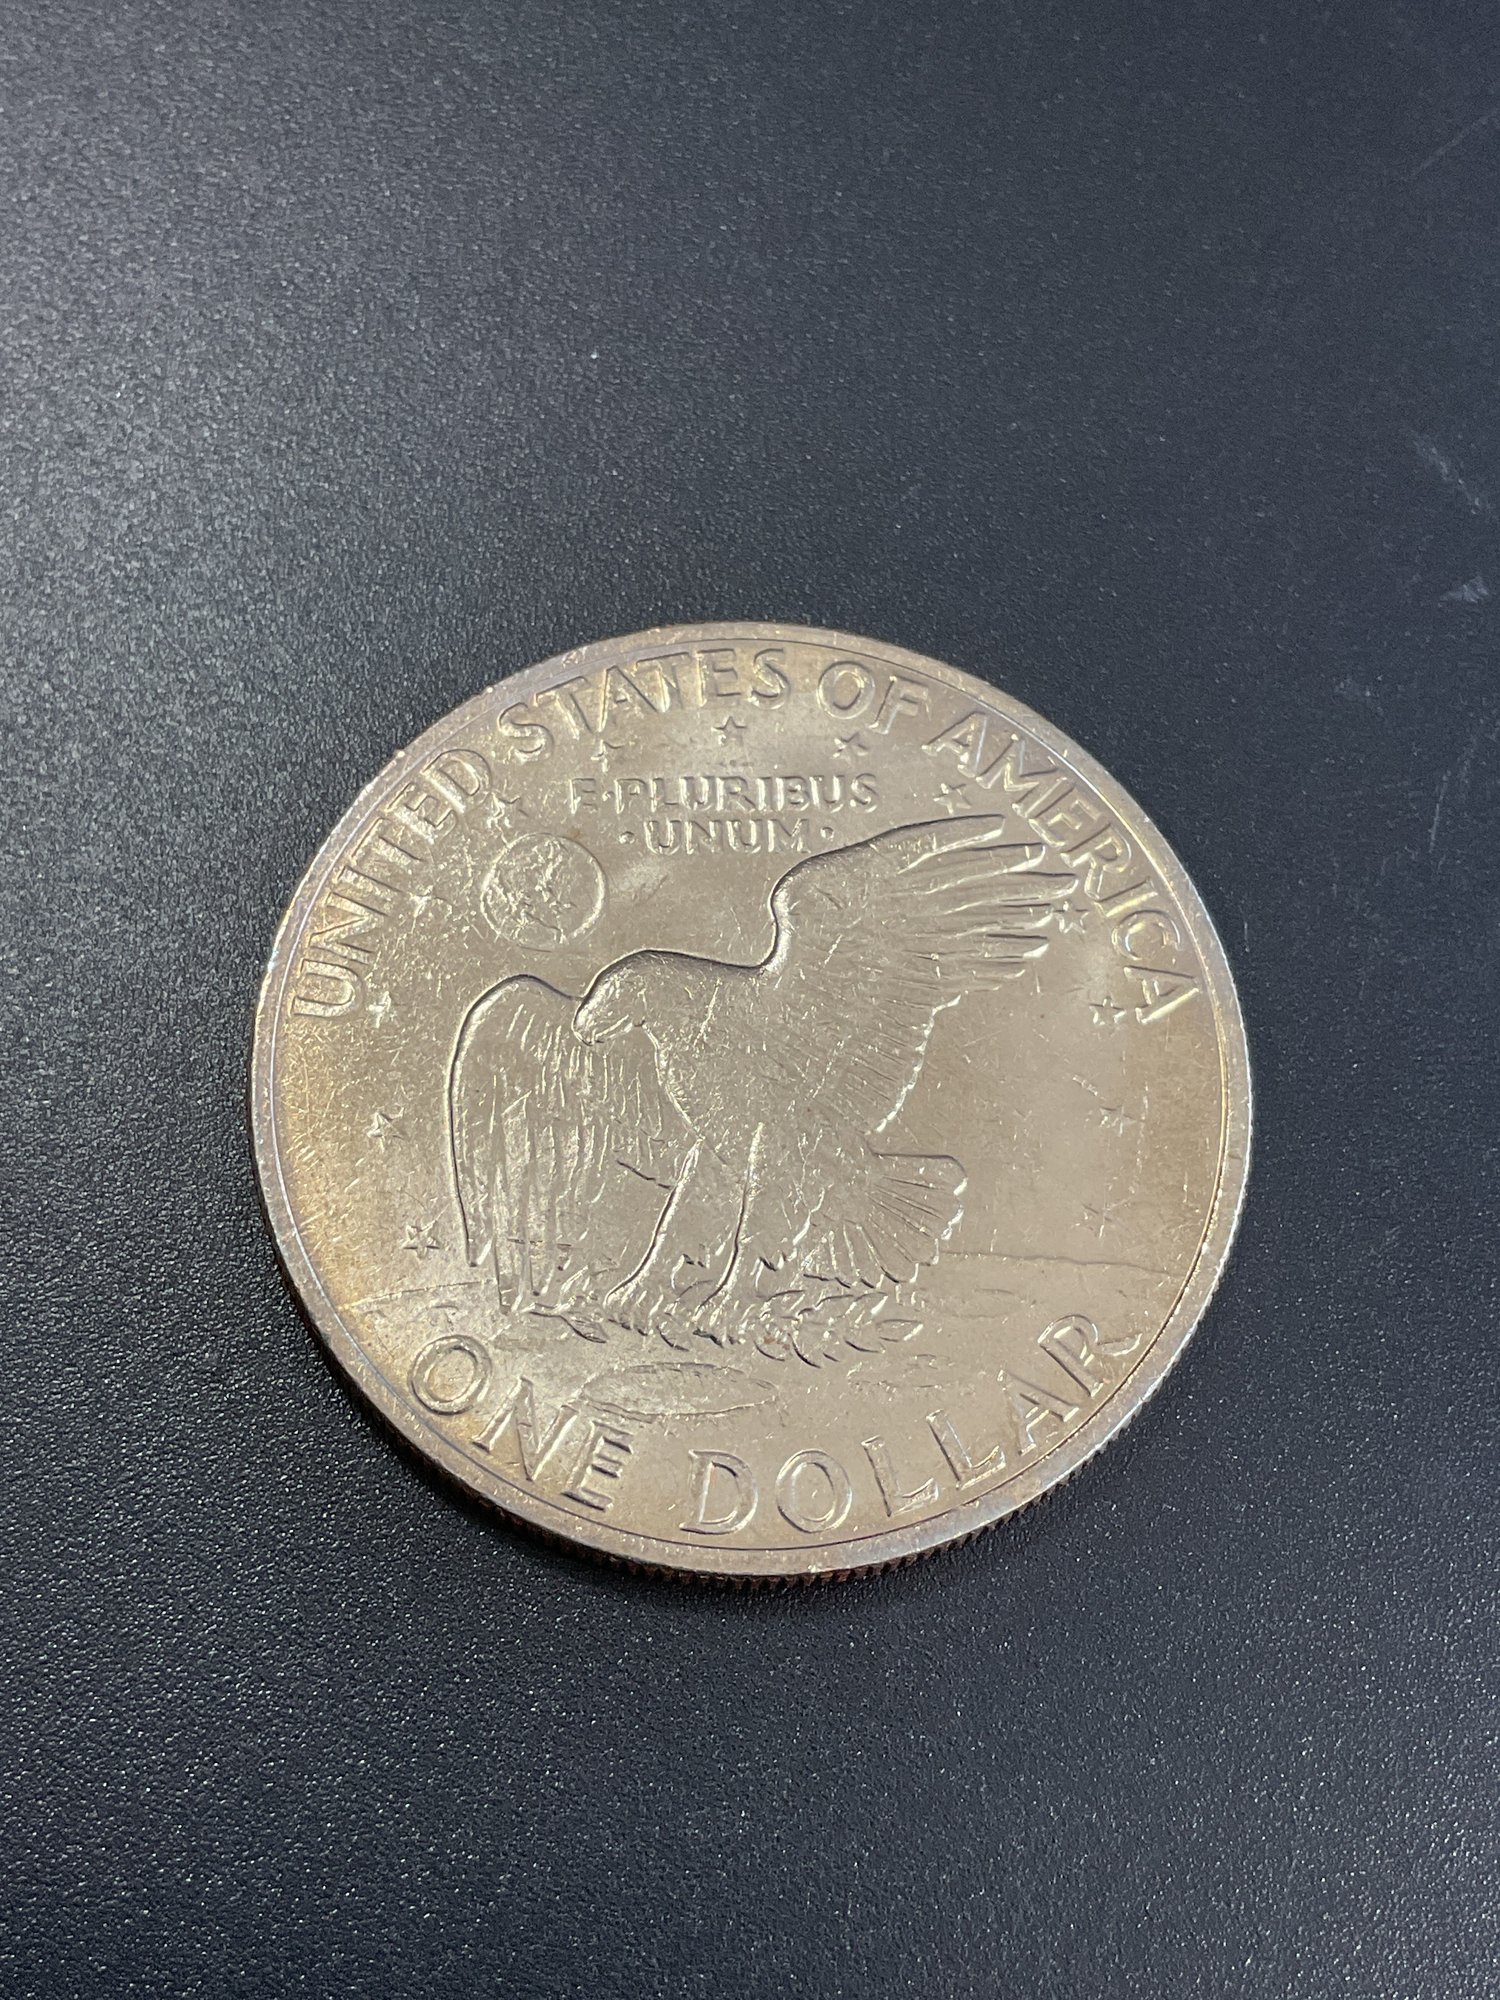 UNITED STATES OF AMERICA
E·PLURIBUS
·UNUM·
ONE DOLLAR